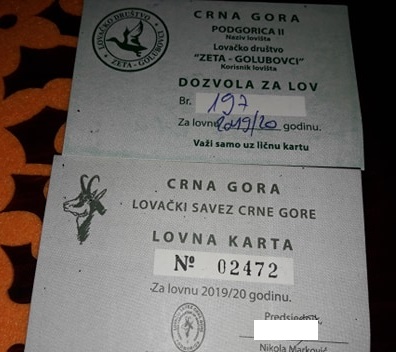 LOVAČKO DRUŠTVO
ZETA - GOLUBOVCI
CRNA GORA
PODGORICA II
Naziv lovišta
Lovačko društvo
"ZETA - GOLUBOVCI"
Korisnik lovišta
DOZVOLA ZA LOV
Br. 197
Za lovnu 2019/20 godinu.
Važi samo uz ličnu kartu
CRNA GORA
LOVAČKI SAVEZ CRNE GORE
LOVNA KARTA
№ 02472
Za lovnu 2019/20 godinu.
Predsjednik
Nikola Marković